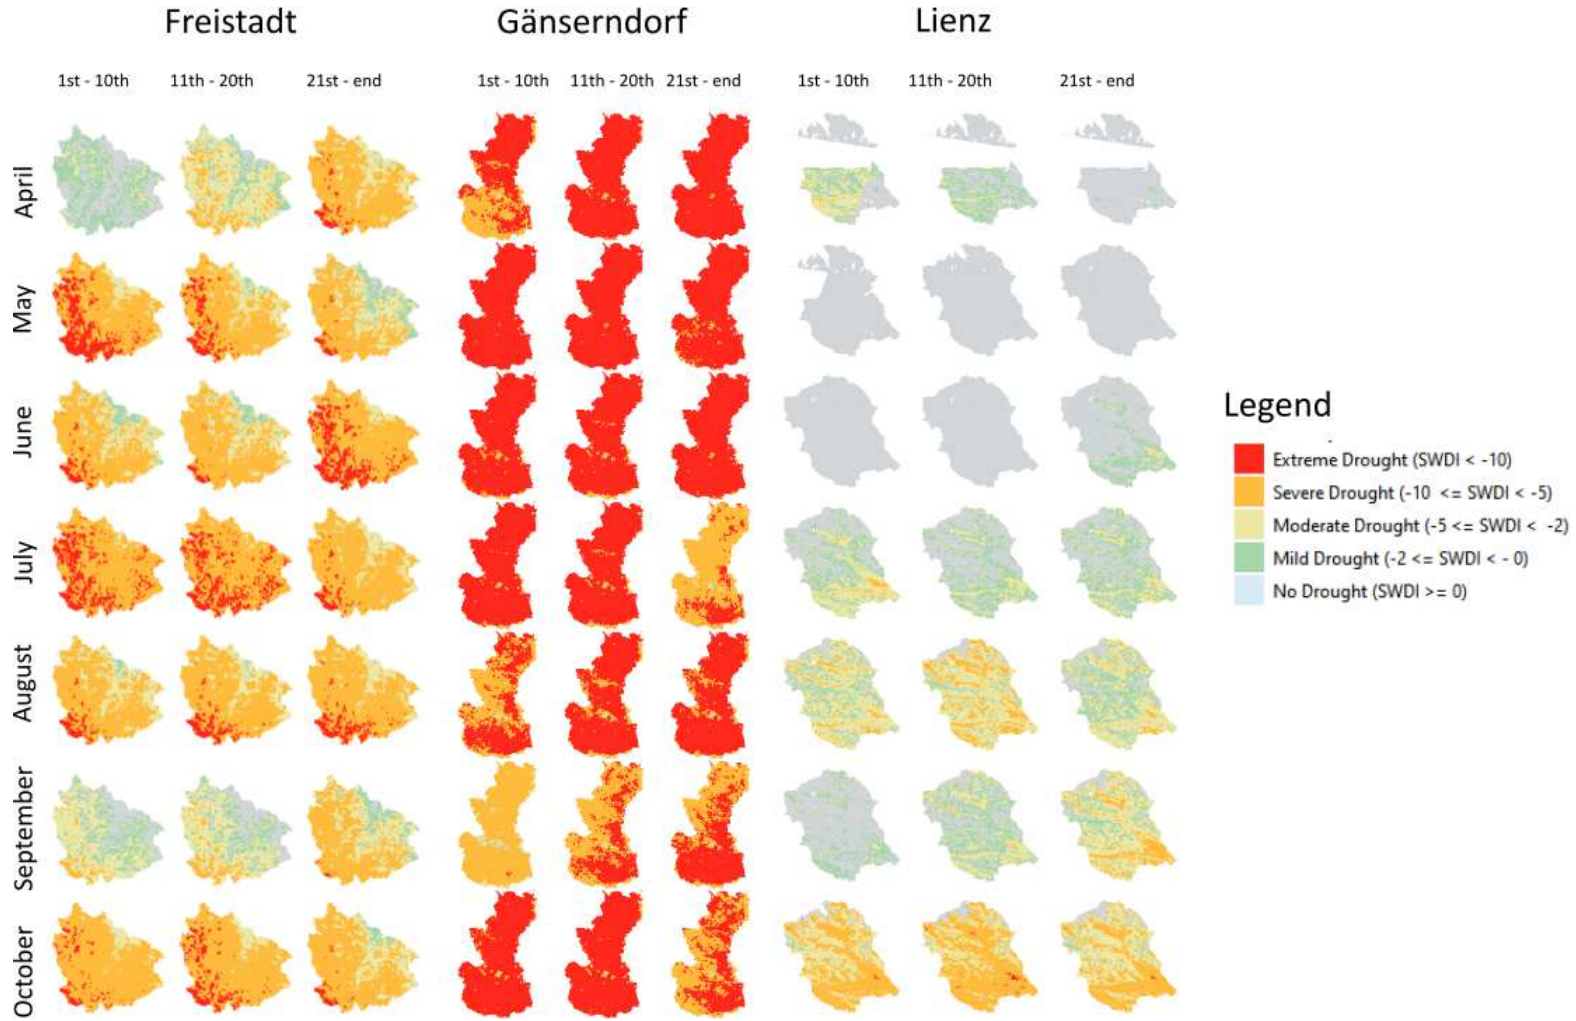 Freistadt Gänserndorf Lienz
1st - 10th 11th - 20th 21st - end 1st - 10th 11th - 20th 21st - end 1st - 10th 11th - 20th 21st - end
April
May
June
July
August
September
October
Legend
Extreme Drought (SWDI < -10)
Severe Drought (-10 <= SWDI < -5)
Moderate Drought (-5 <= SWDI < -2)
Mild Drought (-2 <= SWDI < - 0)
No Drought (SWDI >= 0)